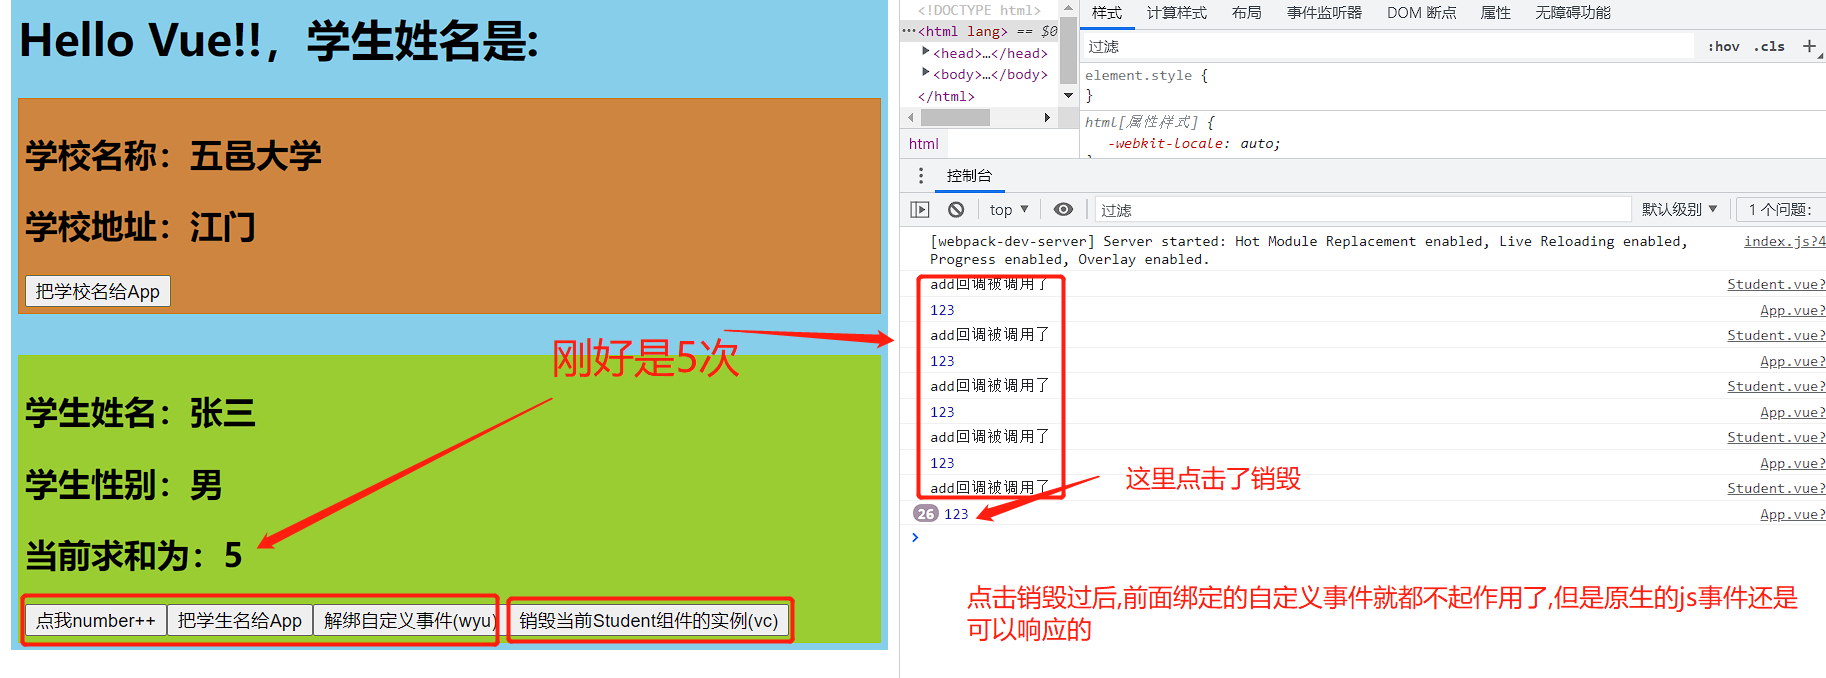 Hello Vue!!，学生姓名是:
学校名称：五邑大学
学校地址：江门
把学校名给App
刚好是5次
学生姓名：张三
学生性别：男
当前求和为：5
点我number++ 把学生名给App 解绑自定义事件(wyu) 销毁当前Student组件的实例(vc)
<!DOCTYPE html>
···<html lang> == $0
▶<head>…</head>
▶<body>…</body>
</html>
html
样式 计算样式 布局 事件监听器 DOM 断点 属性 无障碍功能
过滤 :hov .cls +
element.style {
}
html[属性样式] {
-webkit-locale: auto;
控制台
top ▼ 过滤 默认级别 ▼ 1 个问题:
[webpack-dev-server] Server started: Hot Module Replacement enabled, Live Reloading enabled, index.js?4
Progress enabled, Overlay enabled.
add回调被调用了 Student.vue?
123 App.vue?
add回调被调用了 Student.vue?
123 App.vue?
add回调被调用了 Student.vue?
123 App.vue?
add回调被调用了 Student.vue?
123 App.vue?
这里点击了销毁
add回调被调用了 Student.vue?
26 123 App.vue?
点击销毁过后,前面绑定的自定义事件就都不起作用了,但是原生的js事件还是
可以响应的